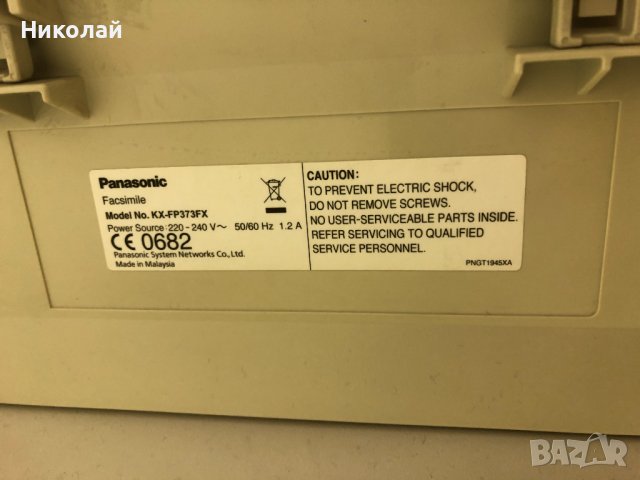 Николай
Panasonic
Facsimile
Model No. KX-FP373FX
Power Source :220 - 240 V～ 50/60 Hz 1.2 A
CE 0682
Panasonic System Networks Co., Ltd.
Made in Malaysia
CAUTION:
TO PREVENT ELECTRIC SHOCK,
DO NOT REMOVE SCREWS.
NO USER-SERVICEABLE PARTS INSIDE.
REFER SERVICING TO QUALIFIED
SERVICE PERSONNEL.
PNGT1945XA
BAZAR